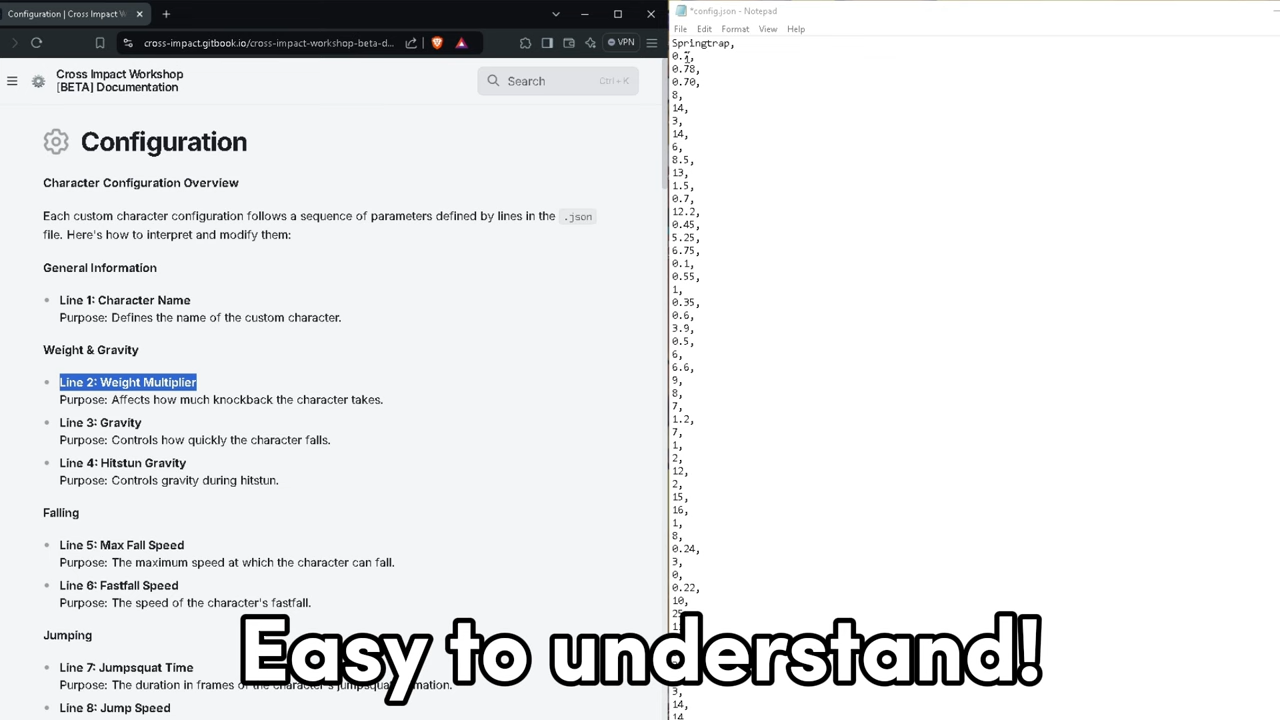 Configuration | Cross Impact W
cross-impact.gitbook.io/cross-impact-workshop-beta-d...
VPN
Cross Impact Workshop
[BETA] Documentation
Search
Ctrl + K
Configuration
Character Configuration Overview
Each custom character configuration follows a sequence of parameters defined by lines in the .json
file. Here's how to interpret and modify them:
General Information
Line 1: Character Name
Purpose: Defines the name of the custom character.
Weight & Gravity
Line 2: Weight Multiplier
Purpose: Affects how much knockback the character takes.
Line 3: Gravity
Purpose: Controls how quickly the character falls.
Line 4: Hitstun Gravity
Purpose: Controls gravity during hitstun.
Falling
Line 5: Max Fall Speed
Purpose: The maximum speed at which the character can fall.
Line 6: Fastfall Speed
Purpose: The speed of the character's fastfall.
Jumping
Line 7: Jumpsquat Time
Purpose: The duration in frames of the character's jumpsquat
Line 8: Jump Speed
*config.json - Notepad
File Edit Format View Help
Springtrap,
0.78,
0.70,
8,
14,
3,
14,
6,
8.5,
13,
1.5,
0.7,
12.2,
0.45,
5.25,
6.75,
0.1,
0.55,
1,
0.35,
0.6,
3.9,
0.5,
6,
6.6,
9,
8,
7,
1.2,
7,
1,
2,
12,
2,
15,
16,
1,
8,
0.24,
3,
0,
0.22,
10,
3,
14,
14
Easy to understand!